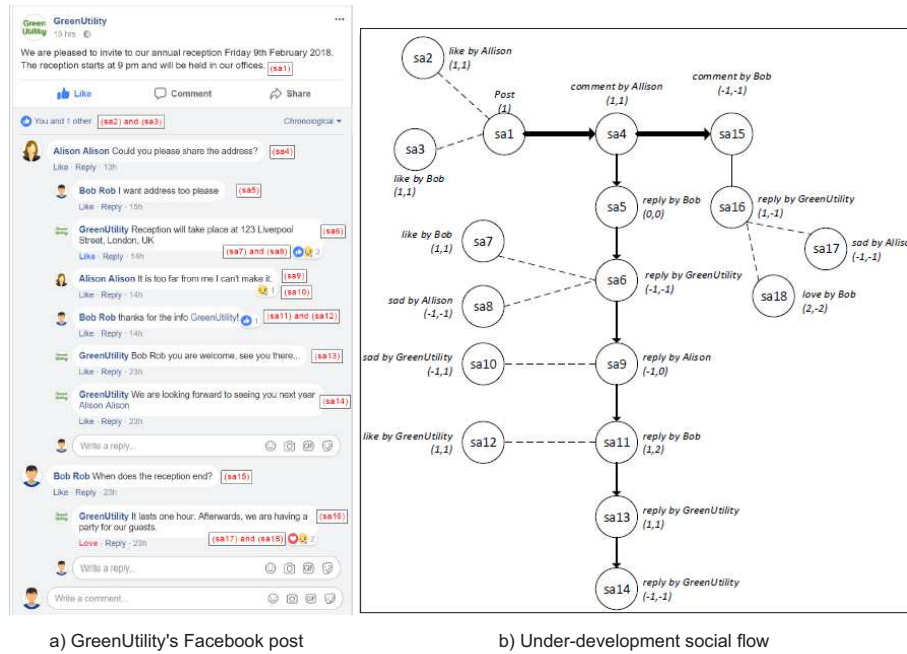 Green Utility
GreenUtility
13 hrs
We are pleased to invite to our annual reception Friday 9th February 2018.
The reception starts at 9 pm and will be held in our offices. (sa1)
Like Comment Share
You and 1 other (sa2) and (sa3) Chronological
Alison Alison Could you please share the address? (sa4)
Like · Reply · 13h
Bob Rob I want address too please (sa5)
Like · Reply · 15h
GreenUtility Reception will take place at 123 Liverpool (sa6)
Street, London, UK
(sa7) and (sa8) 2
Like · Reply · 14h
Alison Alison It is too far from me I can't make it. (sa9)
Like · Reply · 14h 1 (sa10)
Bob Rob thanks for the info GreenUtility! 1 (sa11) and (sa12)
Like · Reply · 14h
GreenUtility Bob Rob you are welcome, see you there... (sa13)
Like · Reply · 23h
GreenUtility We are looking forward to seeing you next year (sa14)
Alison Alison
Like · Reply · 23h
Write a reply...
GIF
Bob Rob When does the reception end? (sa15)
Like · Reply · 23h
GreenUtility It lasts one hour. Afterwards, we are having a (sa16)
party for our guests.
(sa17) and (sa18) 2
Love · Reply · 23h
Write a reply...
GIF
Write a comment...
GIF
a) GreenUtility's Facebook post
sa2
like by Allison
(1,1)
Post
(1)
sa1
sa3
like by Bob
(1,1)
comment by Allison
(1,1)
sa4
comment by Bob
(-1,-1)
sa15
sa5
reply by Bob
(0,0)
sa16
reply by GreenUtility
(1,-1)
sa17
sad by Alliso
(-1,-1)
sa18
love by Bob
(2,-2)
like by Bob
(1,1)
sa7
sa6
reply by GreenUtility
(-1,-1)
sad by Allison
(-1,-1)
sa8
sad by GreenUtility
(-1,1)
sa10
sa9
reply by Alison
(-1,0)
like by GreenUtility
(1,1)
sa12
sa11
reply by Bob
(1,2)
sa13
reply by GreenUtility
(1,1)
sa14
reply by GreenUtility
(-1,-1)
b) Under-development social flow